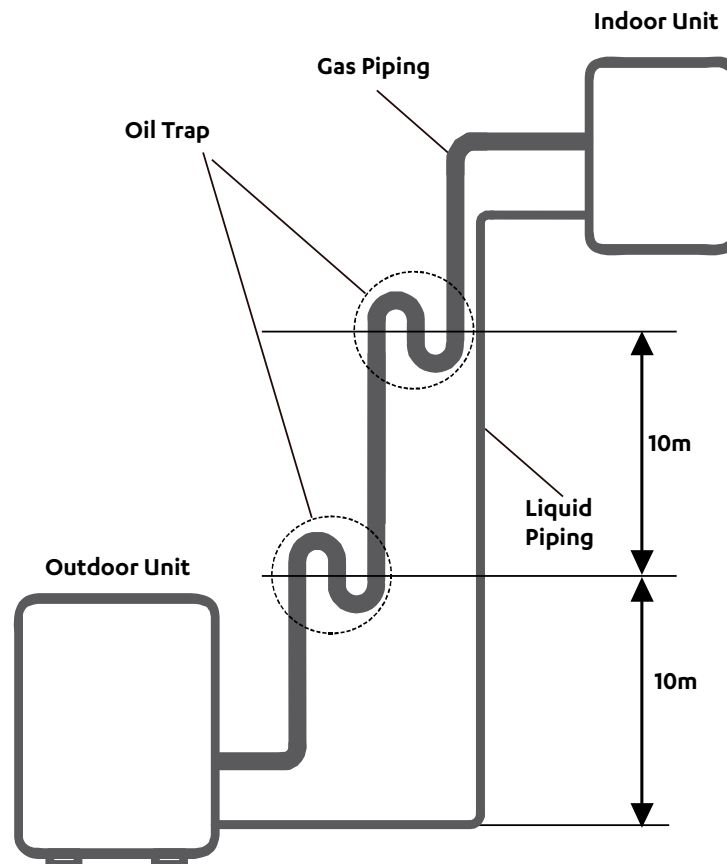 Indoor Unit
Gas Piping
Oil Trap
10m
Liquid
Piping
Outdoor Unit
10m